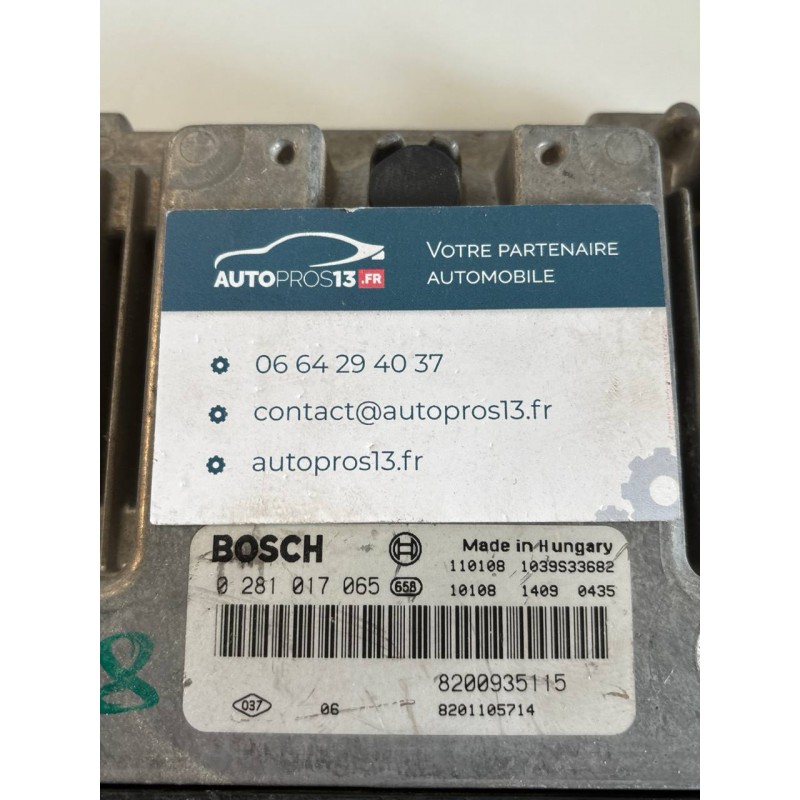 AUTOPROS13.FR
VOTRE PARTENAIRE
AUTOMOBILE
06 64 29 40 37
contact@autopros13.fr
autopros13.fr
BOSCH Made in Hungary
110108 1039S33682
0 281 017 065 658 10108 1409 0435
8200935115
037 06 8201105714
8